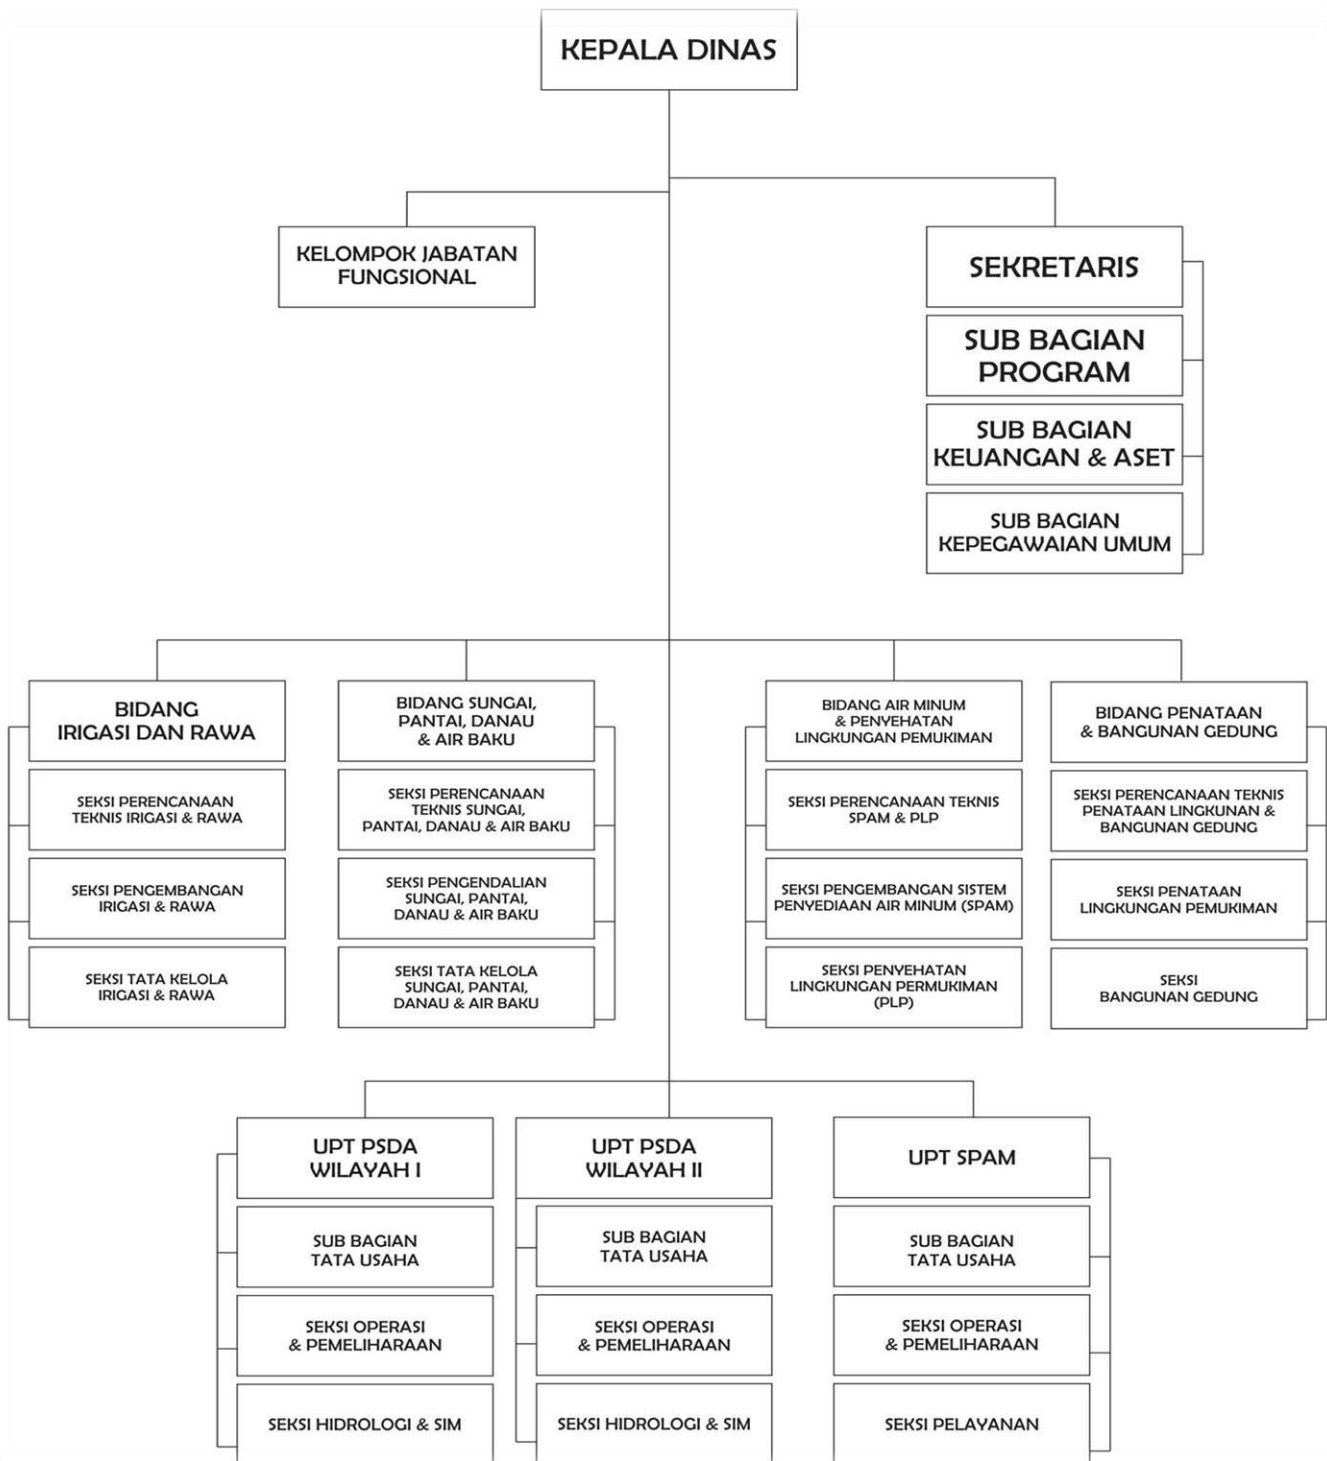 KEPALA DINAS
KELOMPOK JABATAN
FUNGSIONAL
SEKRETARIS
SUB BAGIAN
PROGRAM
SUB BAGIAN
KEUANGAN & ASET
SUB BAGIAN
KEPEGAWAIAN UMUM
BIDANG
IRIGASI DAN RAWA
SEKSI PERENCANAAN
TEKNIS IRIGASI & RAWA
SEKSI PENGEMBANGAN
IRIGASI & RAWA
SEKSI TATA KELOLA
IRIGASI & RAWA
BIDANG SUNGAI,
PANTAI, DANAU
& AIR BAKU
SEKSI PERENCANAAN
TEKNIS SUNGAI,
PANTAI, DANAU & AIR BAKU
SEKSI PENGENDALIAN
SUNGAI, PANTAI,
DANAU & AIR BAKU
SEKSI TATA KELOLA
SUNGAI, PANTAI,
DANAU & AIR BAKU
BIDANG AIR MINUM
& PENYEHATAN
LINGKUNGAN PEMUKIMAN
SEKSI PERENCANAAN TEKNIS
SPAM & PLP
SEKSI PENGEMBANGAN SISTEM
PENYEDIAAN AIR MINUM (SPAM)
SEKSI PENYEHATAN
LINGKUNGAN PERMUKIMAN
(PLP)
BIDANG PENATAAN
& BANGUNAN GEDUNG
SEKSI PERENCANAAN TEKNIS
PENATAAN LINGKUNAN &
BANGUNAN GEDUNG
SEKSI PENATAAN
LINGKUNGAN PEMUKIMAN
SEKSI
BANGUNAN GEDUNG
UPT PSDA
WILAYAH I
SUB BAGIAN
TATA USAHA
SEKSI OPERASI
& PEMELIHARAAN
SEKSI HIDROLOGI & SIM
UPT PSDA
WILAYAH II
SUB BAGIAN
TATA USAHA
SEKSI OPERASI
& PEMELIHARAAN
SEKSI HIDROLOGI & SIM
UPT SPAM
SUB BAGIAN
TATA USAHA
SEKSI OPERASI
& PEMELIHARAAN
SEKSI PELAYANAN